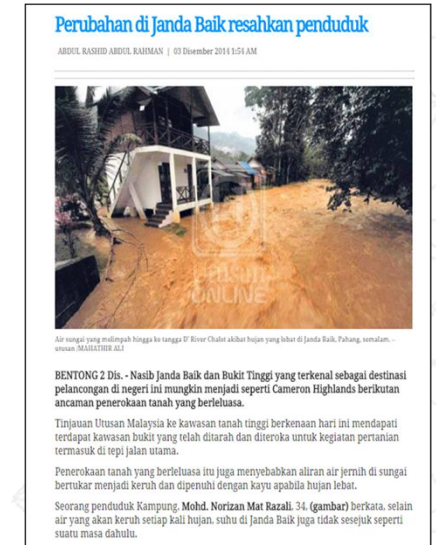 Perubahan di Janda Baik resahkan penduduk
ABDUL RASHID ABDUL RAHMAN | 03 Disember 2014 1:54 AM
UTUSAN
ONLINE
Air sungai yang melimpah hingga ke tangga D' River Chalet akibat hujan yang lebat di Janda Baik, Pahang, semalam. -
utusan/MAHATHIR ALI
BENTONG 2 Dis. - Nasib Janda Baik dan Bukit Tinggi yang terkenal sebagai destinasi
pelancongan di negeri ini mungkin menjadi seperti Cameron Highlands berikutan
ancaman penerokaan tanah yang berleluasa.
Tinjauan Utusan Malaysia ke kawasan tanah tinggi berkenaan hari ini mendapati
terdapat kawasan bukit yang telah ditarah dan diteroka untuk kegiatan pertanian
termasuk di tepi jalan utama.
Penerokaan tanah yang berleluasa itu juga menyebabkan aliran air jernih di sungai
bertukar menjadi keruh dan dipenuhi dengan kayu apabila hujan lebat.
Seorang penduduk Kampung, Mohd. Norizan Mat Razali, 34, (gambar) berkata, selain
air yang akan keruh setiap kali hujan, suhu di Janda Baik juga tidak sesejuk seperti
suatu masa dahulu.